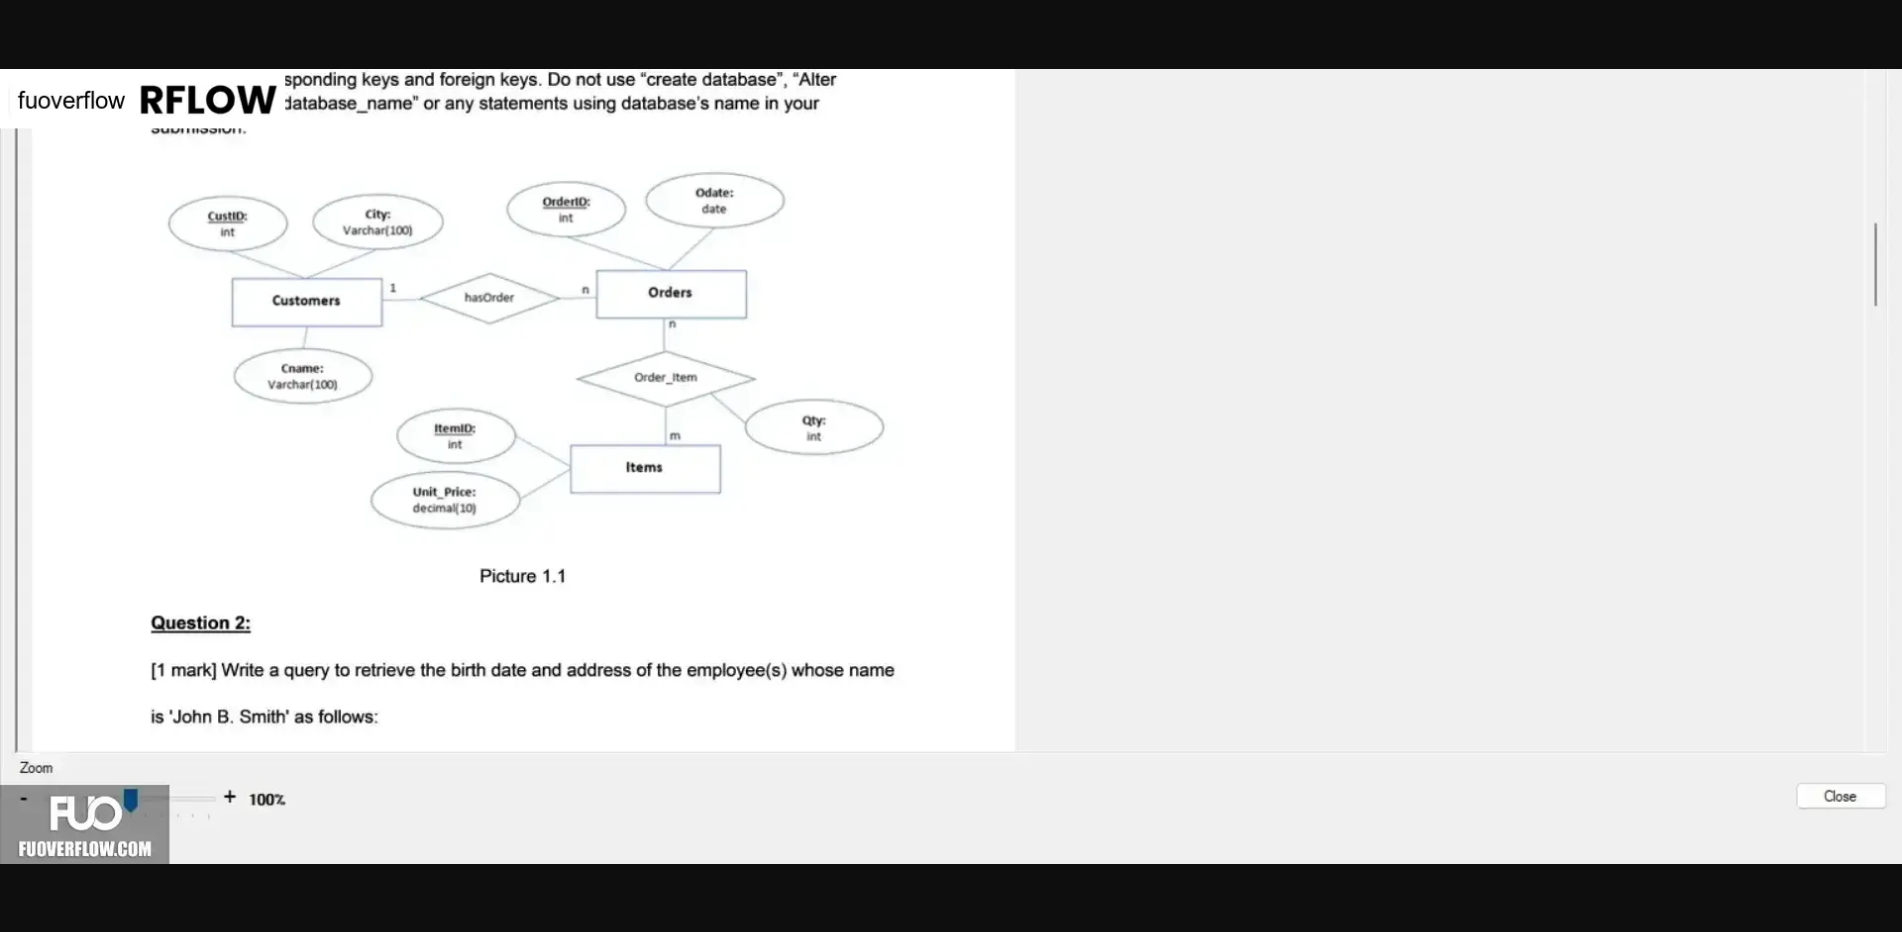 sponding keys and foreign keys. Do not use “create database”, “Alter
fuoverflow RFLOW database_name” or any statements using database’s name in your
submission.
CustID:
int
City:
Varchar(100)
OrderID:
int
Odate:
date
Customers
1
hasOrder
n
Orders
n
Cname:
Varchar(100)
Order_Item
ItemID:
int
m
Qty:
int
Items
Unit_Price:
decimal(10)
Picture 1.1
Question 2:
[1 mark] Write a query to retrieve the birth date and address of the employee(s) whose name
is 'John B. Smith' as follows:
Zoom
- + 100%
Close
FUO
FUOVERFLOW.COM